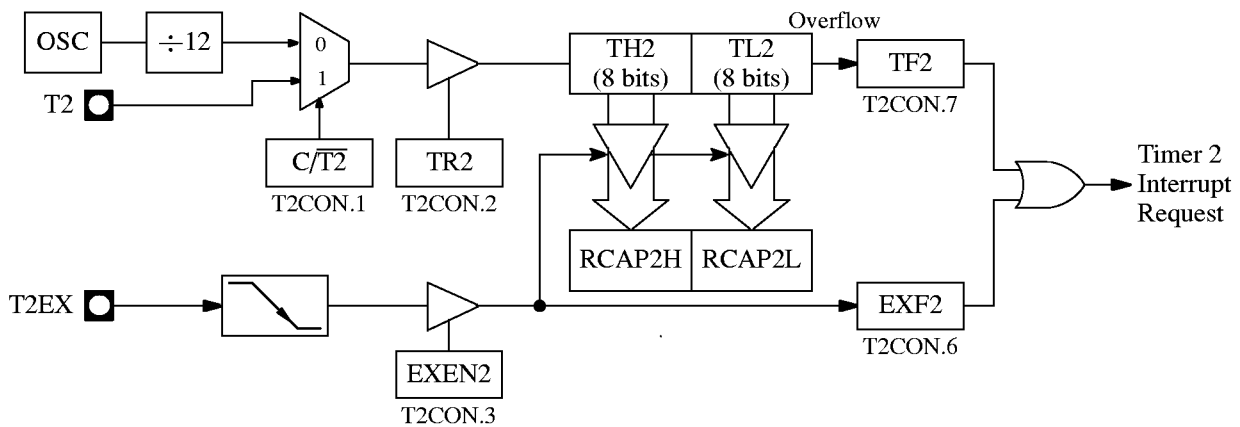 Overflow
OSC
÷12
0
1
T2
C/T̅2̅
T2CON.1
TR2
T2CON.2
TH2
(8 bits)
TL2
(8 bits)
TF2
T2CON.7
RCAP2H
RCAP2L
Timer 2
Interrupt
Request
T2EX
EXEN2
T2CON.3
EXF2
T2CON.6